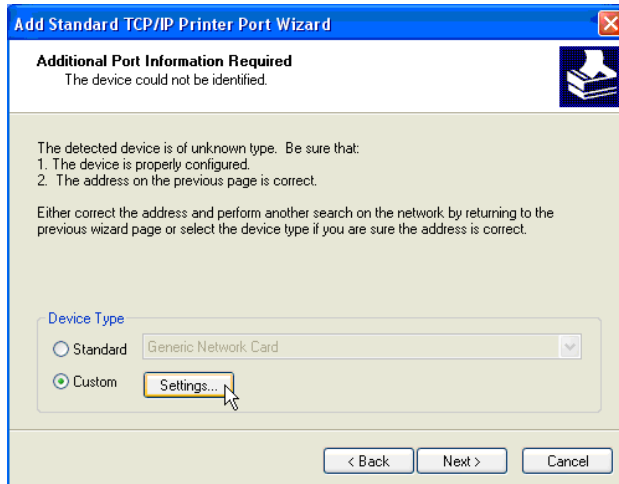 Add Standard TCP/IP Printer Port Wizard
Additional Port Information Required
The device could not be identified.
The detected device is of unknown type.  Be sure that:
1. The device is properly configured.
2.  The address on the previous page is correct.
Either correct the address and perform another search on the network by returning to the
previous wizard page or select the device type if you are sure the address is correct.
Device Type
Standard
Generic Network Card
Custom
Settings...
< Back
Next >
Cancel